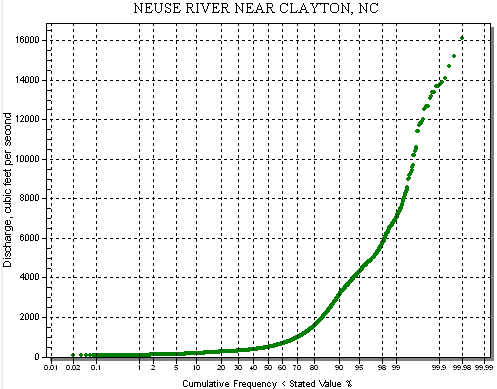 NEUSE RIVER NEAR CLAYTON, NC
Discharge, cubic feet per second
16000
14000
12000
10000
8000
6000
4000
2000
0
0.01 0.02 0.1 1 2 5 10 20 30 40 50 60 70 80 90 95 98 99 99.9 99.98 99.99
Cumulative Frequency < Stated Value %